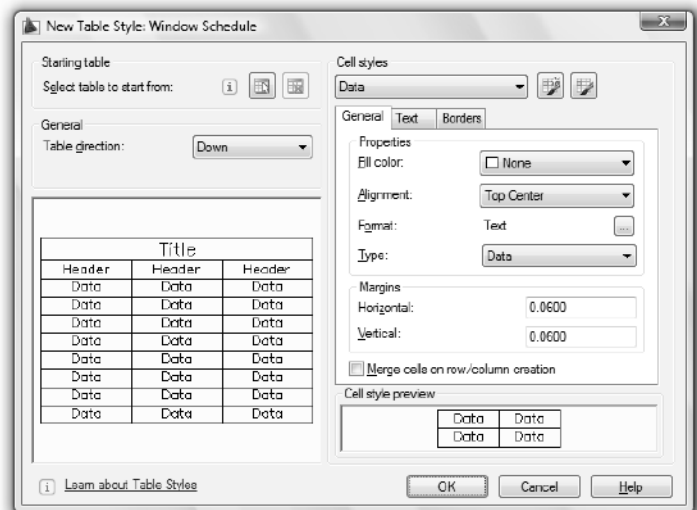 New Table Style: Window Schedule
Starting table
Select table to start from:
General
Table direction:
Down
Title
Header Header Header
Data Data Data
Data Data Data
Data Data Data
Data Data Data
Data Data Data
Data Data Data
Data Data Data
Data Data Data
Learn about Table Styles
Cell styles
Data
General Text Borders
Properties
Fill color:
None
Alignment:
Top Center
Format:
Text
...
Type:
Data
Margins
Horizontal:
0.0600
Vertical:
0.0600
Merge cells on row/column creation
Cell style preview
Data Data
Data Data
OK Cancel Help